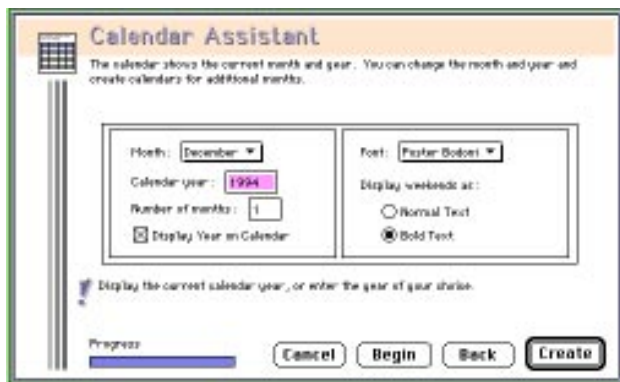 Calendar Assistant
The calendar shows the current month and year. You can change the month and year and
create calendars for additional months.
Month: December
Calendar year: 1994
Number of months: 1
Display Year on Calendar
Font: Poster Bodoni
Display weekends as:
Normal Text
Bold Text
Display the current calendar year, or enter the year of your choice.
Progress
Cancel
Begin
Back
Create